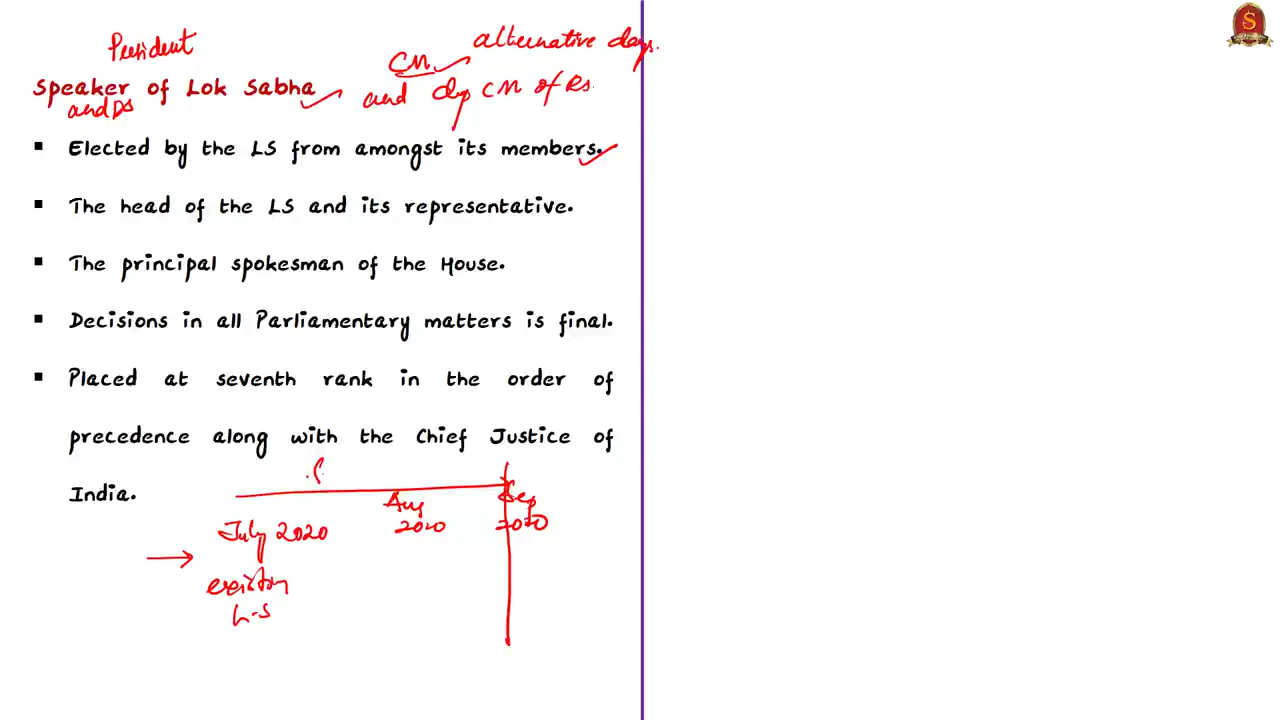 President
alternative days.
CM
Speaker of Lok Sabha
and DS
and dy CM of Rs.
▪ Elected by the LS from amongst its members.
▪ The head of the LS and its representative.
▪ The principal spokesman of the House.
▪ Decisions in all Parliamentary matters is final.
▪ Placed at seventh rank in the order of
precedence along with the Chief Justice of
India.
Aug Sep
July 2020 2020 2020
L-S
S